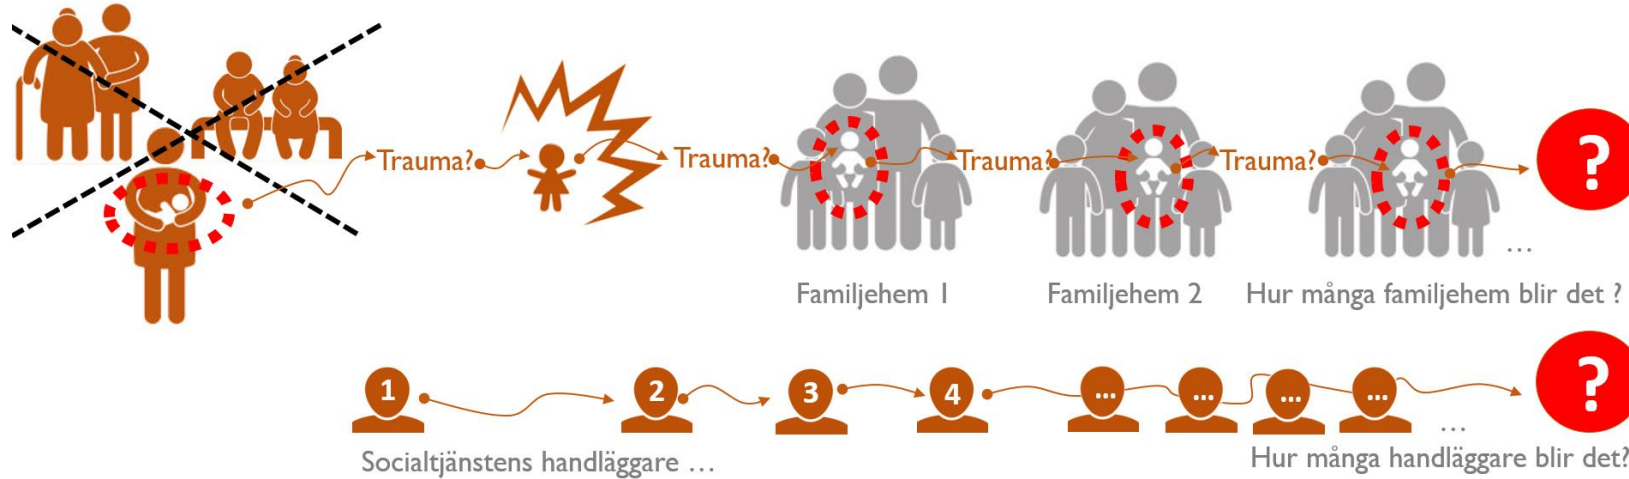 Trauma? Trauma? Trauma? Trauma? ?
...
Familjehem 1 Familjehem 2 Hur många familjehem blir det ?
1 2 3 4 ... ... ... ... ?
...
Socialtjänstens handläggare ... Hur många handläggare blir det?